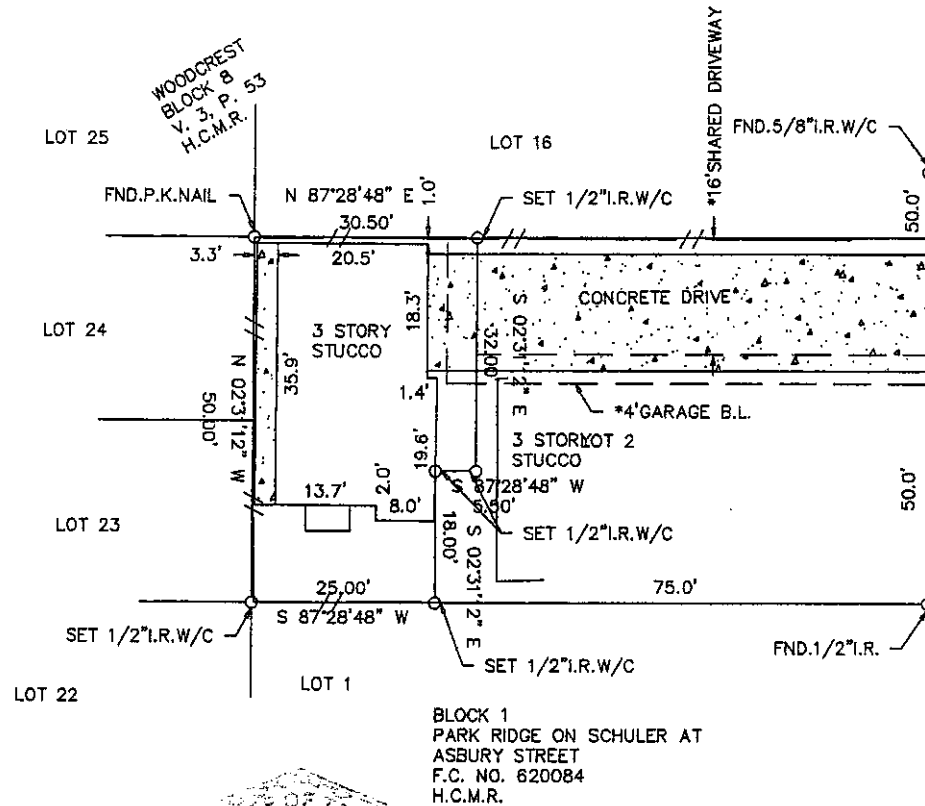 WOODCREST
BLOCK 8
V. 3, P. 53
H.C.M.R.
LOT 25
LOT 16
*16'SHARED DRIVEWAY
FND.5/8"I.R.W/C
FND.P.K.NAIL
N 87°28'48" E
1.0'
SET 1/2"I.R.W/C
50.0'
30.50'
3.3'
20.5'
LOT 24
3 STORY
STUCCO
18.3'
32.00
S 02°31'2" E
CONCRETE DRIVE
35.9'
N 02°3'12" W
50.00'
1.4'
*4'GARAGE B.L.
19.6'
3 STORY
LOT 2
STUCCO
S 87°28'48" W
5.50'
50.0'
13.7'
2.0'
8.0'
LOT 23
SET 1/2"I.R.W/C
18.00'
S 02°31'2" E
25.00'
S 87°28'48" W
75.0'
SET 1/2"I.R.W/C
SET 1/2"I.R.W/C
FND.1/2"I.R.
LOT 22
LOT 1
BLOCK 1
PARK RIDGE ON SCHULER AT
ASBURY STREET
F.C. NO. 620084
H.C.M.R.